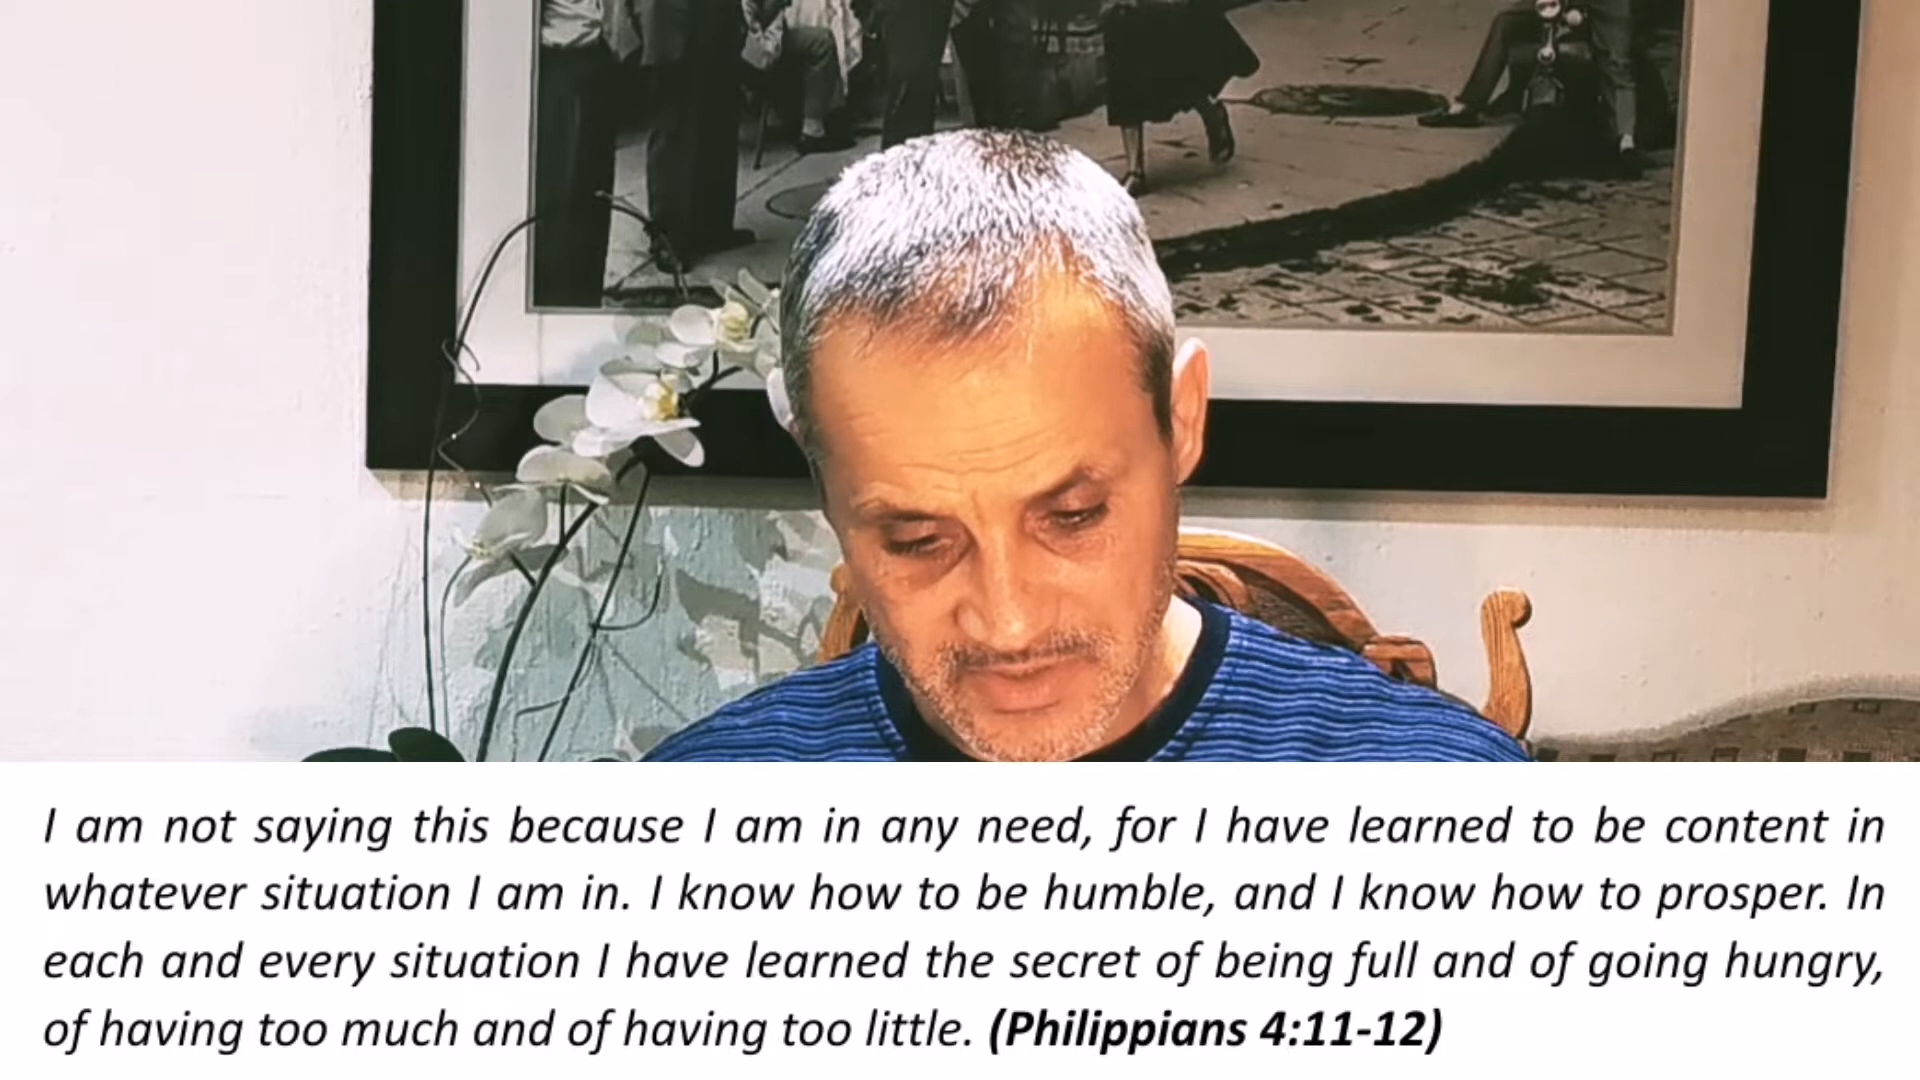 I am not saying this because I am in any need, for I have learned to be content in
whatever situation I am in. I know how to be humble, and I know how to prosper. In
each and every situation I have learned the secret of being full and of going hungry,
of having too much and of having too little. (Philippians 4:11-12)